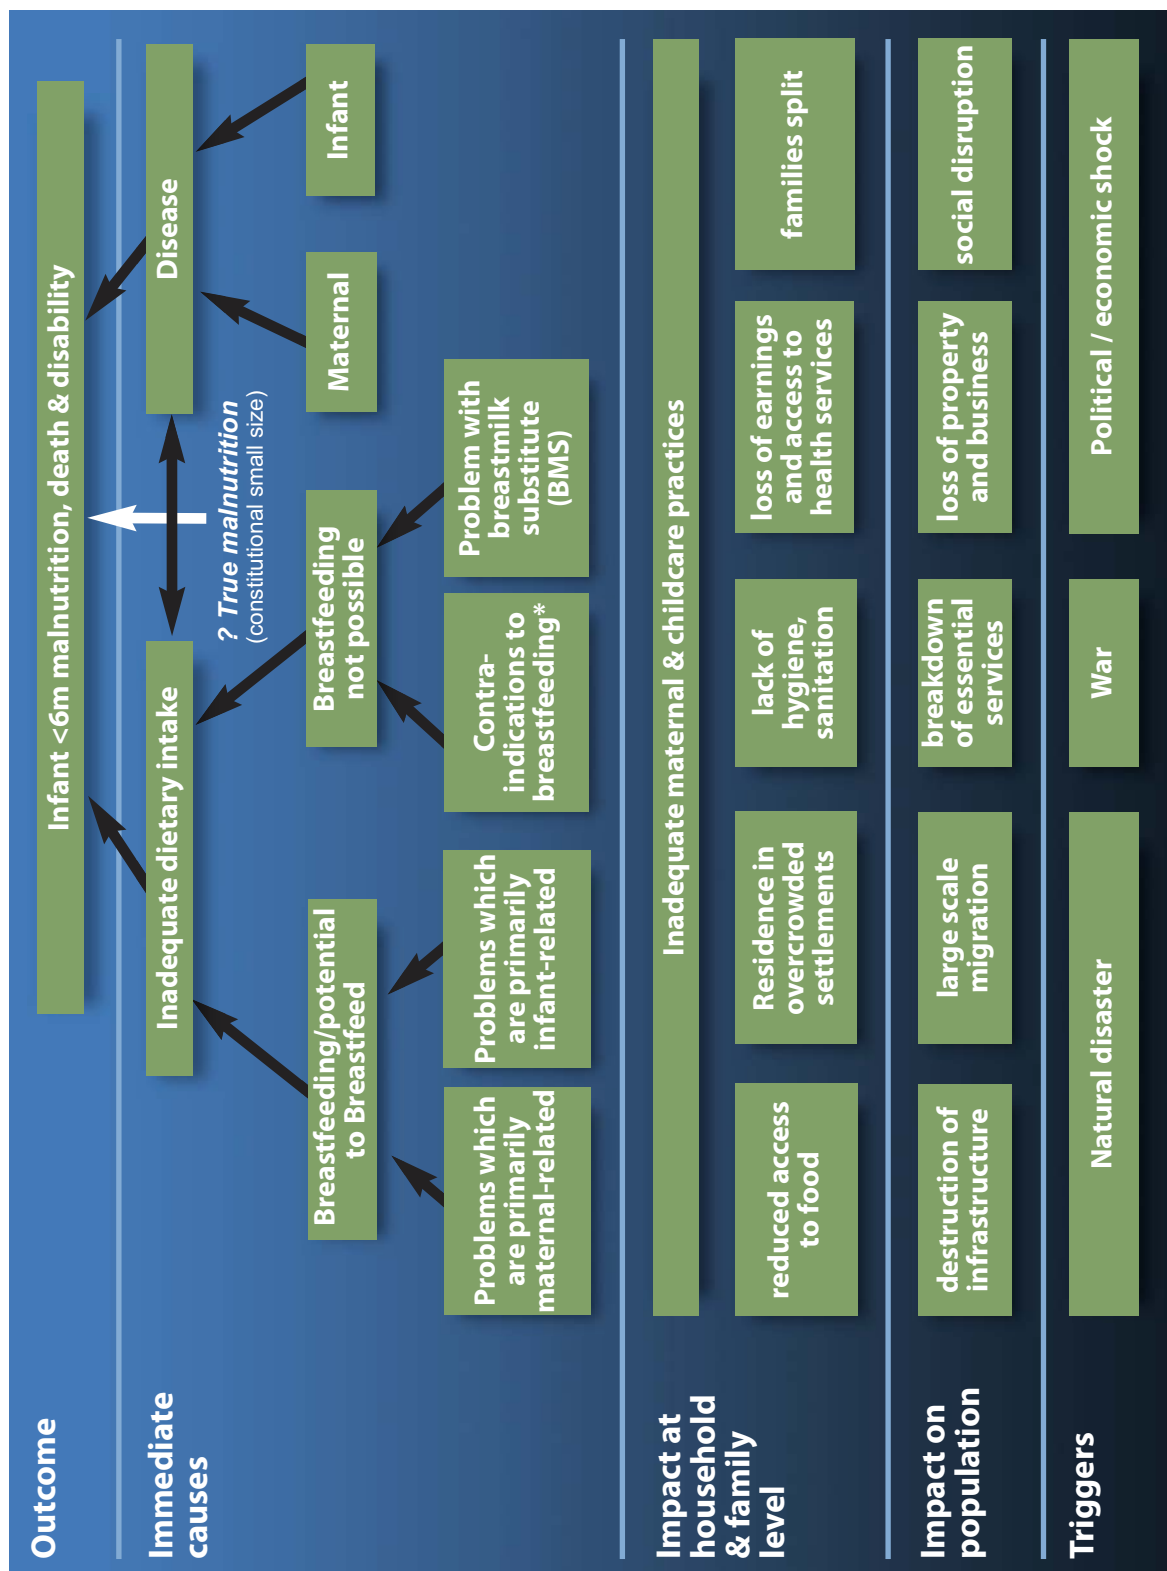 Outcome
Infant <6m malnutrition, death & disability
Immediate
causes
Inadequate dietary intake
Disease
? True malnutrition
(constitutional small size)
Breastfeeding/potential
to Breastfeed
Breastfeeding
not possible
Maternal
Infant
Problems which
are primarily
maternal-related
Problems which
are primarily
infant-related
Contra-
indications to
breastfeeding*
Problem with
breastmilk
substitute
(BMS)
Impact at
household
& family
level
Inadequate maternal & childcare practices
reduced access
to food
Residence in
overcrowded
settlements
lack of
hygiene,
sanitation
loss of earnings
and access to
health services
families split
Impact on
population
destruction of
infrastructure
large scale
migration
breakdown
of essential
services
loss of property
and business
social disruption
Triggers
Natural disaster
War
Political / economic shock